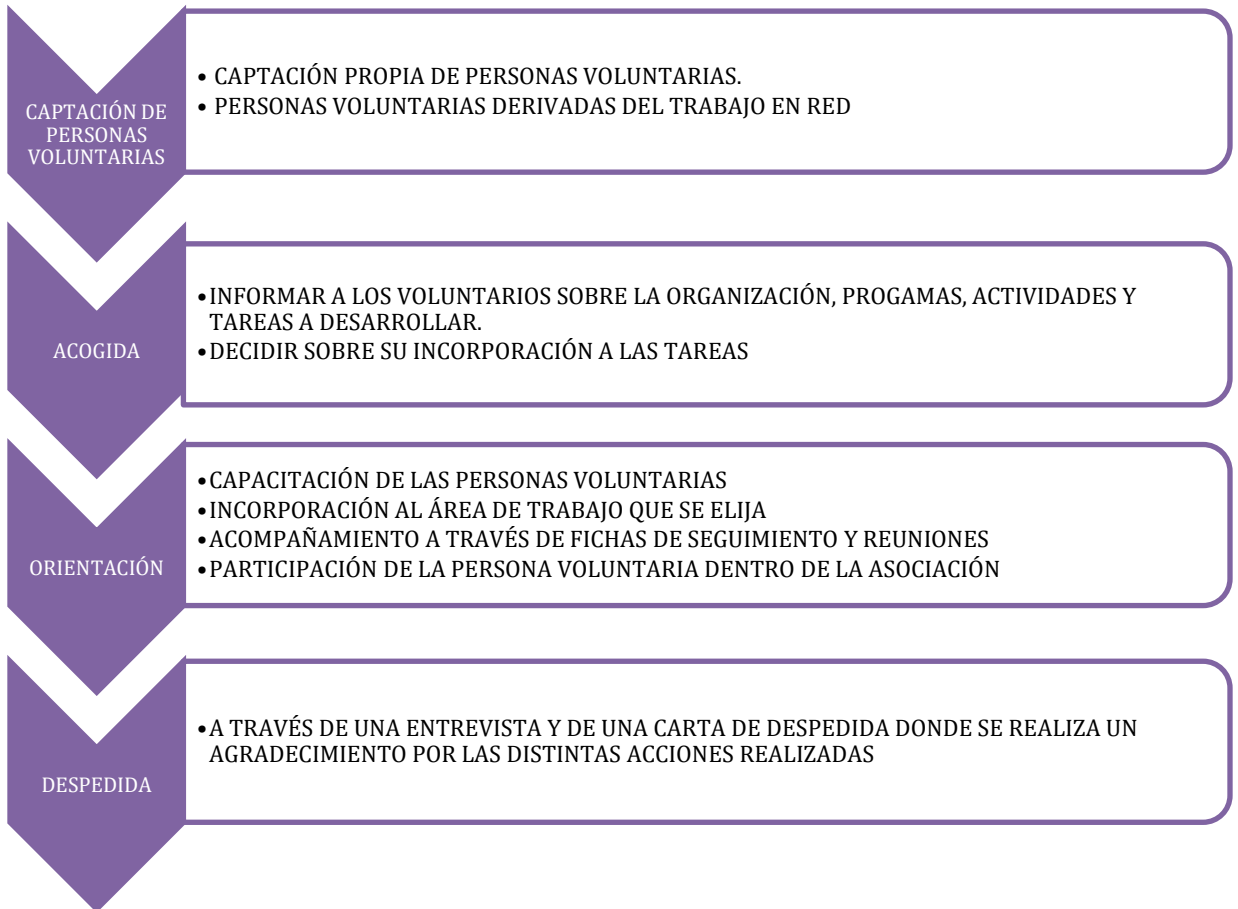 CAPTACIÓN DE
PERSONAS
VOLUNTARIAS
• CAPTACIÓN PROPIA DE PERSONAS VOLUNTARIAS.
• PERSONAS VOLUNTARIAS DERIVADAS DEL TRABAJO EN RED
ACOGIDA
• INFORMAR A LOS VOLUNTARIOS SOBRE LA ORGANIZACIÓN, PROGAMAS, ACTIVIDADES Y
TAREAS A DESARROLLAR.
• DECIDIR SOBRE SU INCORPORACIÓN A LAS TAREAS
ORIENTACIÓN
• CAPACITACIÓN DE LAS PERSONAS VOLUNTARIAS
• INCORPORACIÓN AL ÁREA DE TRABAJO QUE SE ELIJA
• ACOMPAÑAMIENTO A TRAVÉS DE FICHAS DE SEGUIMIENTO Y REUNIONES
• PARTICIPACIÓN DE LA PERSONA VOLUNTARIA DENTRO DE LA ASOCIACIÓN
DESPEDIDA
• A TRAVÉS DE UNA ENTREVISTA Y DE UNA CARTA DE DESPEDIDA DONDE SE REALIZA UN
AGRADECIMIENTO POR LAS DISTINTAS ACCIONES REALIZADAS